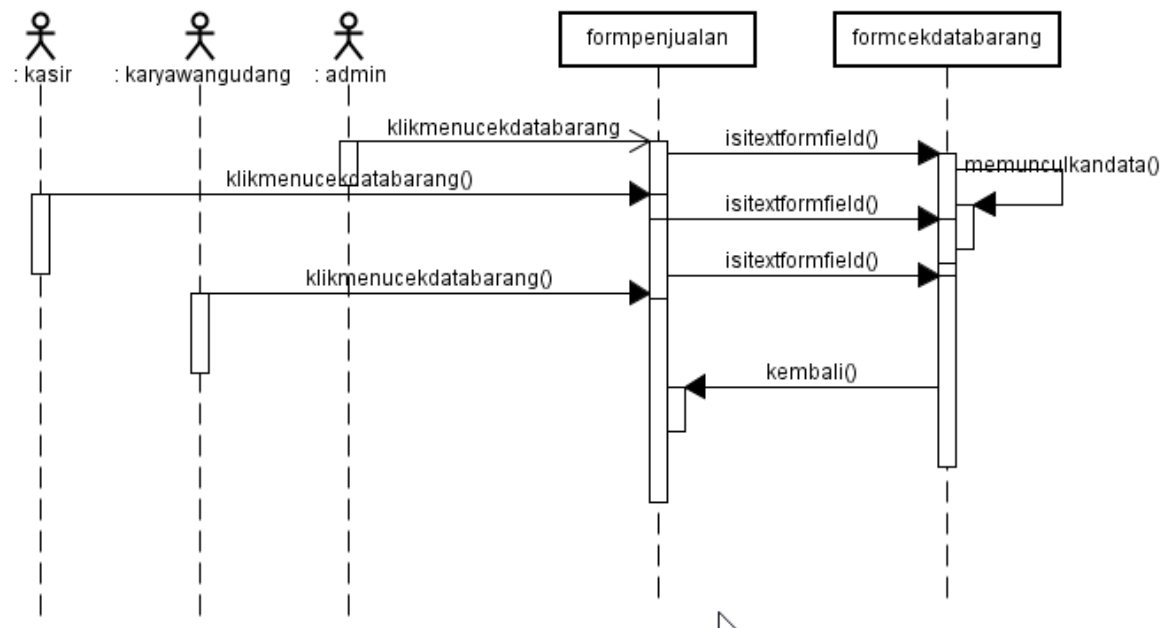 formpenjualan
formcekdatabarang
: kasir
: karyawangudang
: admin
klikmenucekdatabarang
isitextformfield()
memunculkandata()
klikmenucekdatabarang()
isitextformfield()
isitextformfield()
klikmenucekdatabarang()
kembali()